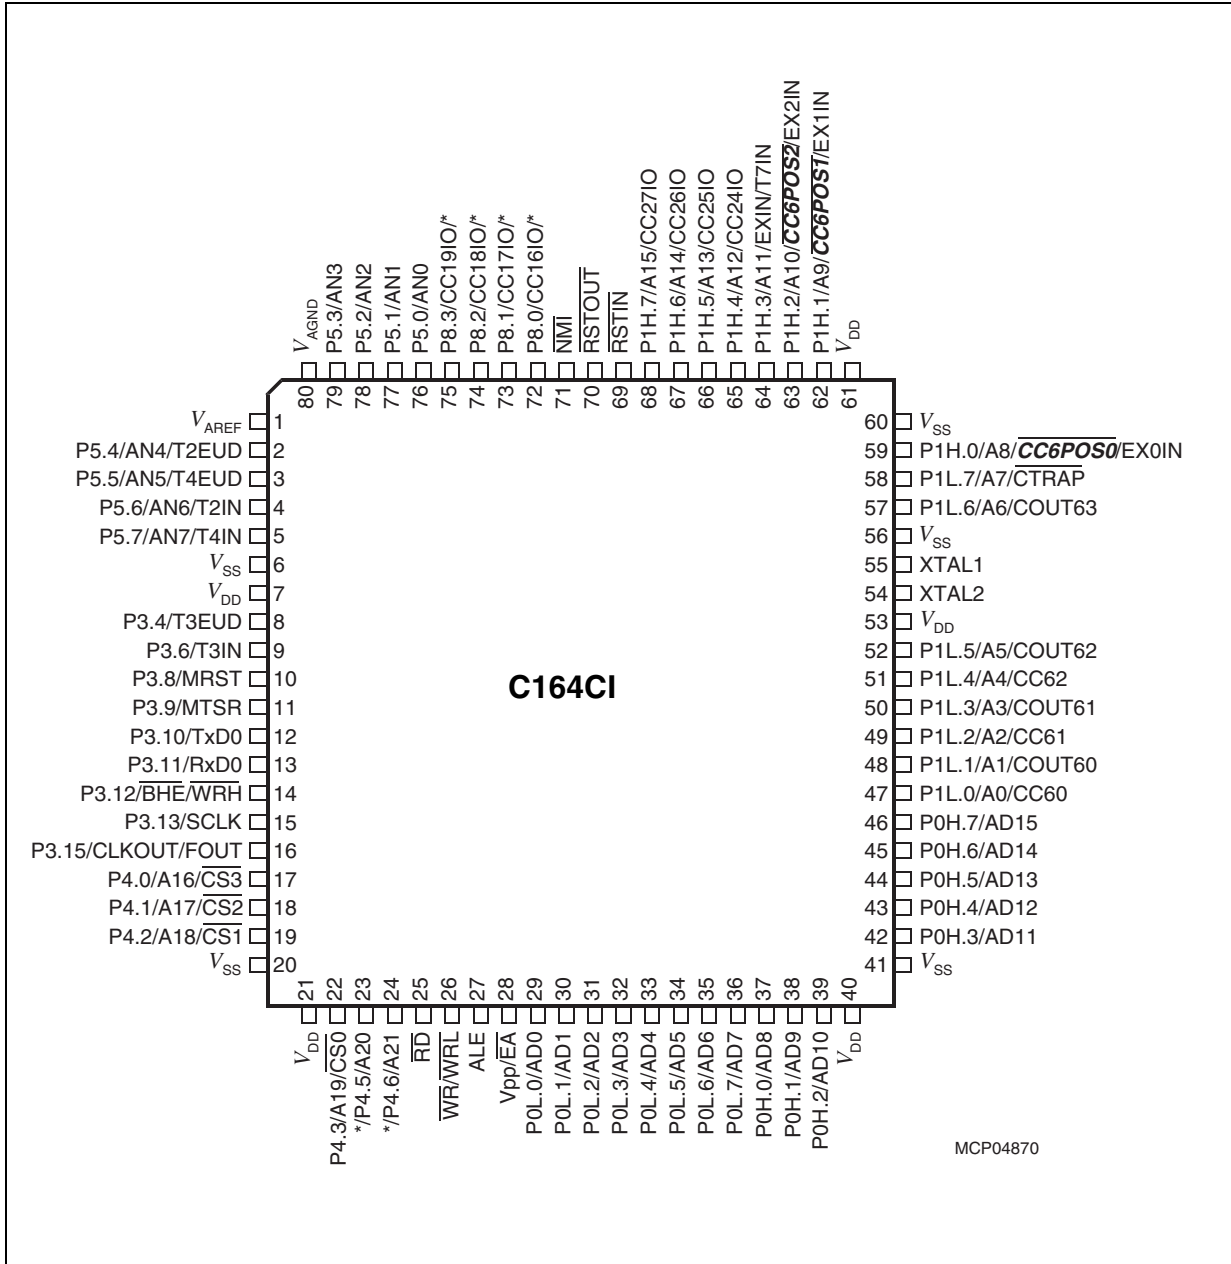 V_AGND
P5.3/AN3
P5.2/AN2
P5.1/AN1
P5.0/AN0
P8.3/CC19IO/*
P8.2/CC18IO/*
P8.1/CC17IO/*
P8.0/CC16IO/*
NMI
RSTOUT
RSTIN
P1H.7/A15/CC27IO
P1H.6/A14/CC26IO
P1H.5/A13/CC25IO
P1H.4/A12/CC24IO
P1H.3/A11/EXIN/T7IN
P1H.2/A10/CC6POS2/EX2IN
P1H.1/A9/CC6POS1/EX1IN
V_DD
80
79
78
77
76
75
74
73
72
71
70
69
68
67
66
65
64
63
62
61
V_AREF 1
P5.4/AN4/T2EUD 2
P5.5/AN5/T4EUD 3
P5.6/AN6/T2IN 4
P5.7/AN7/T4IN 5
V_SS 6
V_DD 7
P3.4/T3EUD 8
P3.6/T3IN 9
P3.8/MRST 10
P3.9/MTSR 11
P3.10/TxD0 12
P3.11/RxD0 13
P3.12/BHE/WRH 14
P3.13/SCLK 15
P3.15/CLKOUT/FOUT 16
P4.0/A16/CS3 17
P4.1/A17/CS2 18
P4.2/A18/CS1 19
V_SS 20
C164CI
60 V_SS
59 P1H.0/A8/CC6POS0/EX0IN
58 P1L.7/A7/CTRAP
57 P1L.6/A6/COUT63
56 V_SS
55 XTAL1
54 XTAL2
53 V_DD
52 P1L.5/A5/COUT62
51 P1L.4/A4/CC62
50 P1L.3/A3/COUT61
49 P1L.2/A2/CC61
48 P1L.1/A1/COUT60
47 P1L.0/A0/CC60
46 P0H.7/AD15
45 P0H.6/AD14
44 P0H.5/AD13
43 P0H.4/AD12
42 P0H.3/AD11
41 V_SS
21
22
23
24
25
26
27
28
29
30
31
32
33
34
35
36
37
38
39
40
V_DD
P4.3/A19/CS0
*/P4.5/A20
*/P4.6/A21
RD
WR/WRL
ALE
Vpp/EA
P0L.0/AD0
P0L.1/AD1
P0L.2/AD2
P0L.3/AD3
P0L.4/AD4
P0L.5/AD5
P0L.6/AD6
P0L.7/AD7
P0H.0/AD8
P0H.1/AD9
P0H.2/AD10
V_DD
MCP04870